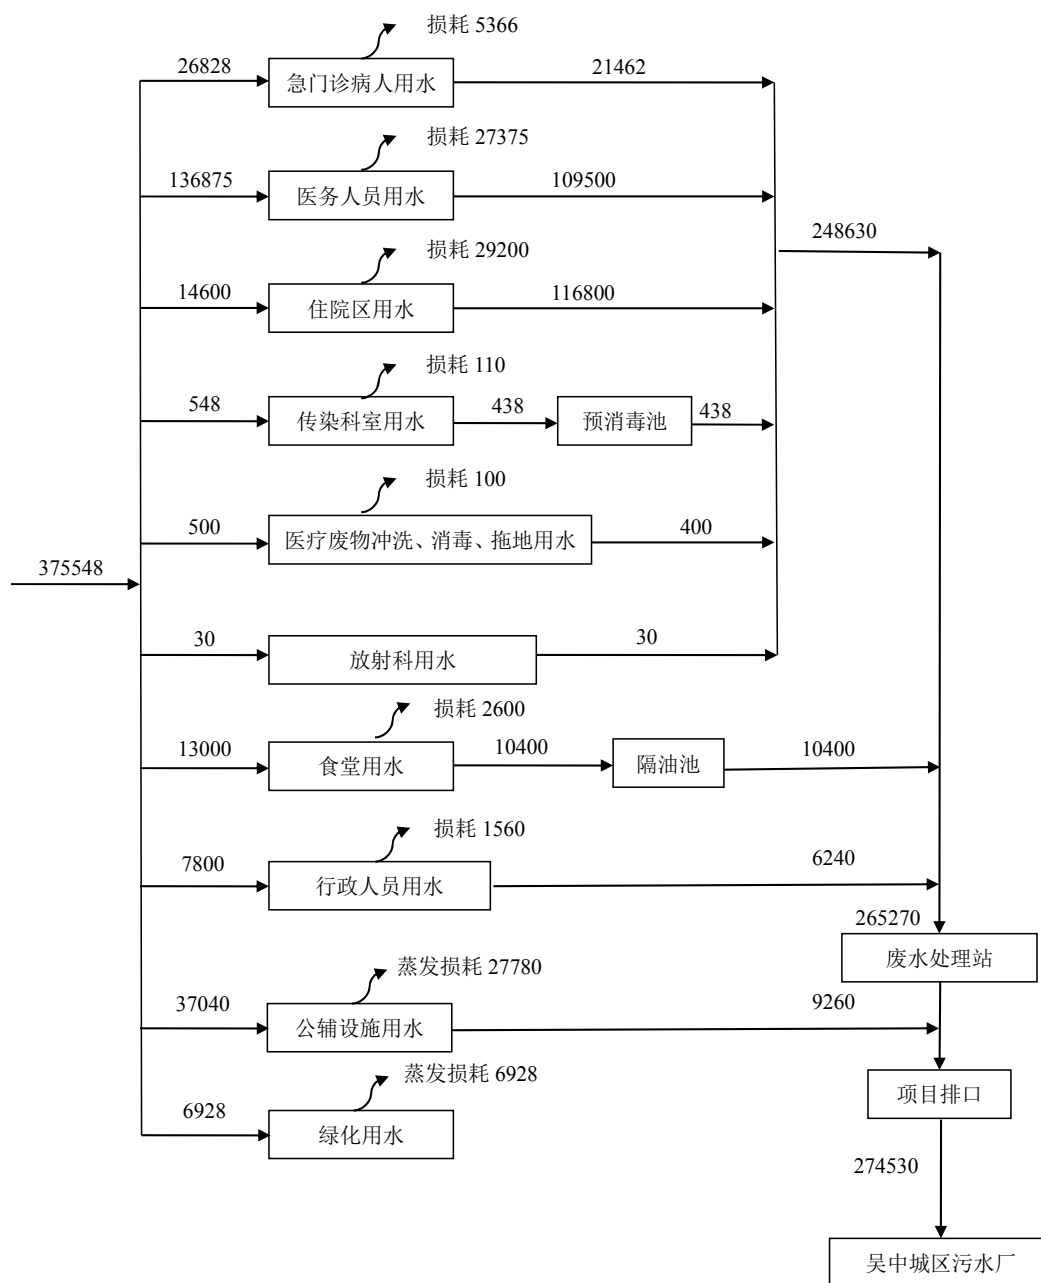 损耗 5366
26828
急门诊病人用水
21462
损耗 27375
136875
医务人员用水
109500
248630
损耗 29200
14600
住院区用水
116800
损耗 110
548
传染科室用水
438
预消毒池
438
损耗 100
500
医疗废物冲洗、消毒、拖地用水
400
375548
30
放射科用水
30
损耗 2600
13000
食堂用水
10400
隔油池
10400
损耗 1560
7800
行政人员用水
6240
265270
废水处理站
蒸发损耗 27780
37040
公辅设施用水
9260
蒸发损耗 6928
6928
绿化用水
项目排口
274530
吴中城区污水厂